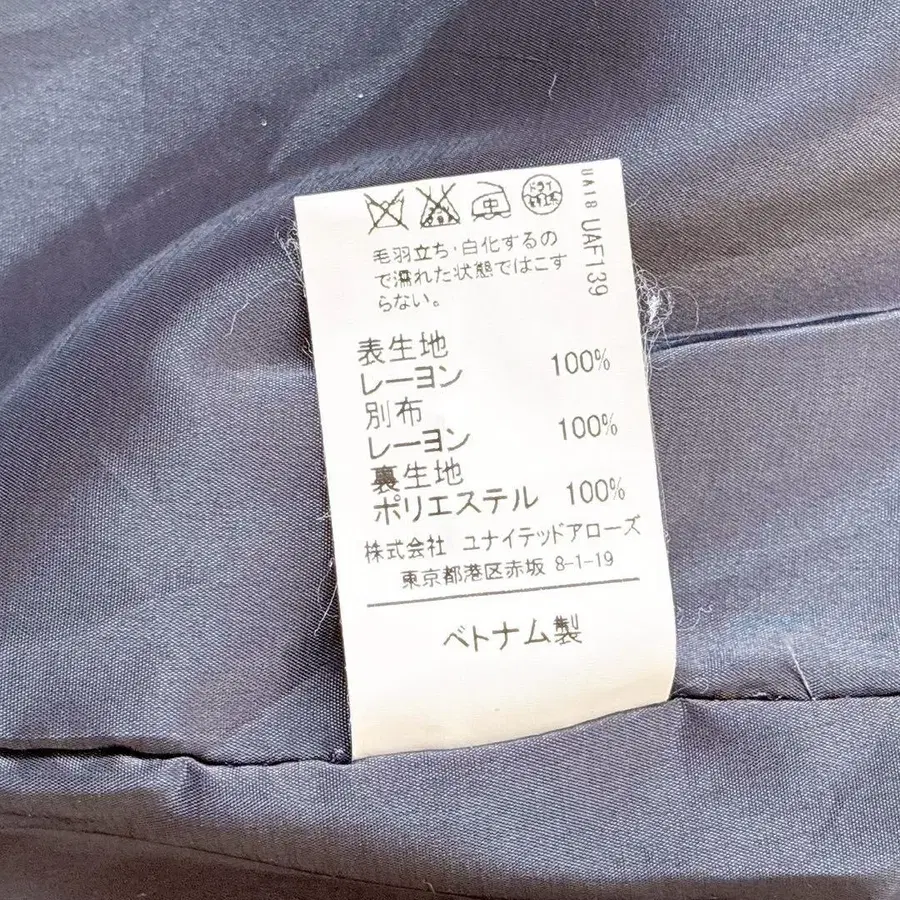 ドライ
UA18 UAF139
毛羽立ち・白化するの
で濡れた状態ではこす
らない。
表生地
レーヨン 100%
別布
レーヨン 100%
裏生地
ポリエステル 100%
株式会社 ユナイテッドアローズ
東京都港区赤坂 8-1-19
ベトナム製